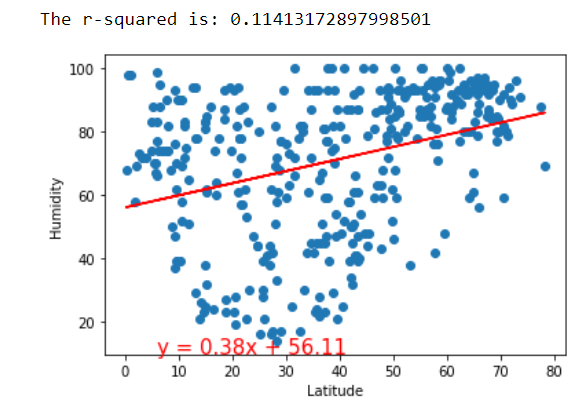 The r-squared is: 0.11413172897998501
100
80
60
40
20
Humidity
y = 0.38x + 56.11
0 10 20 30 40 50 60 70 80
Latitude